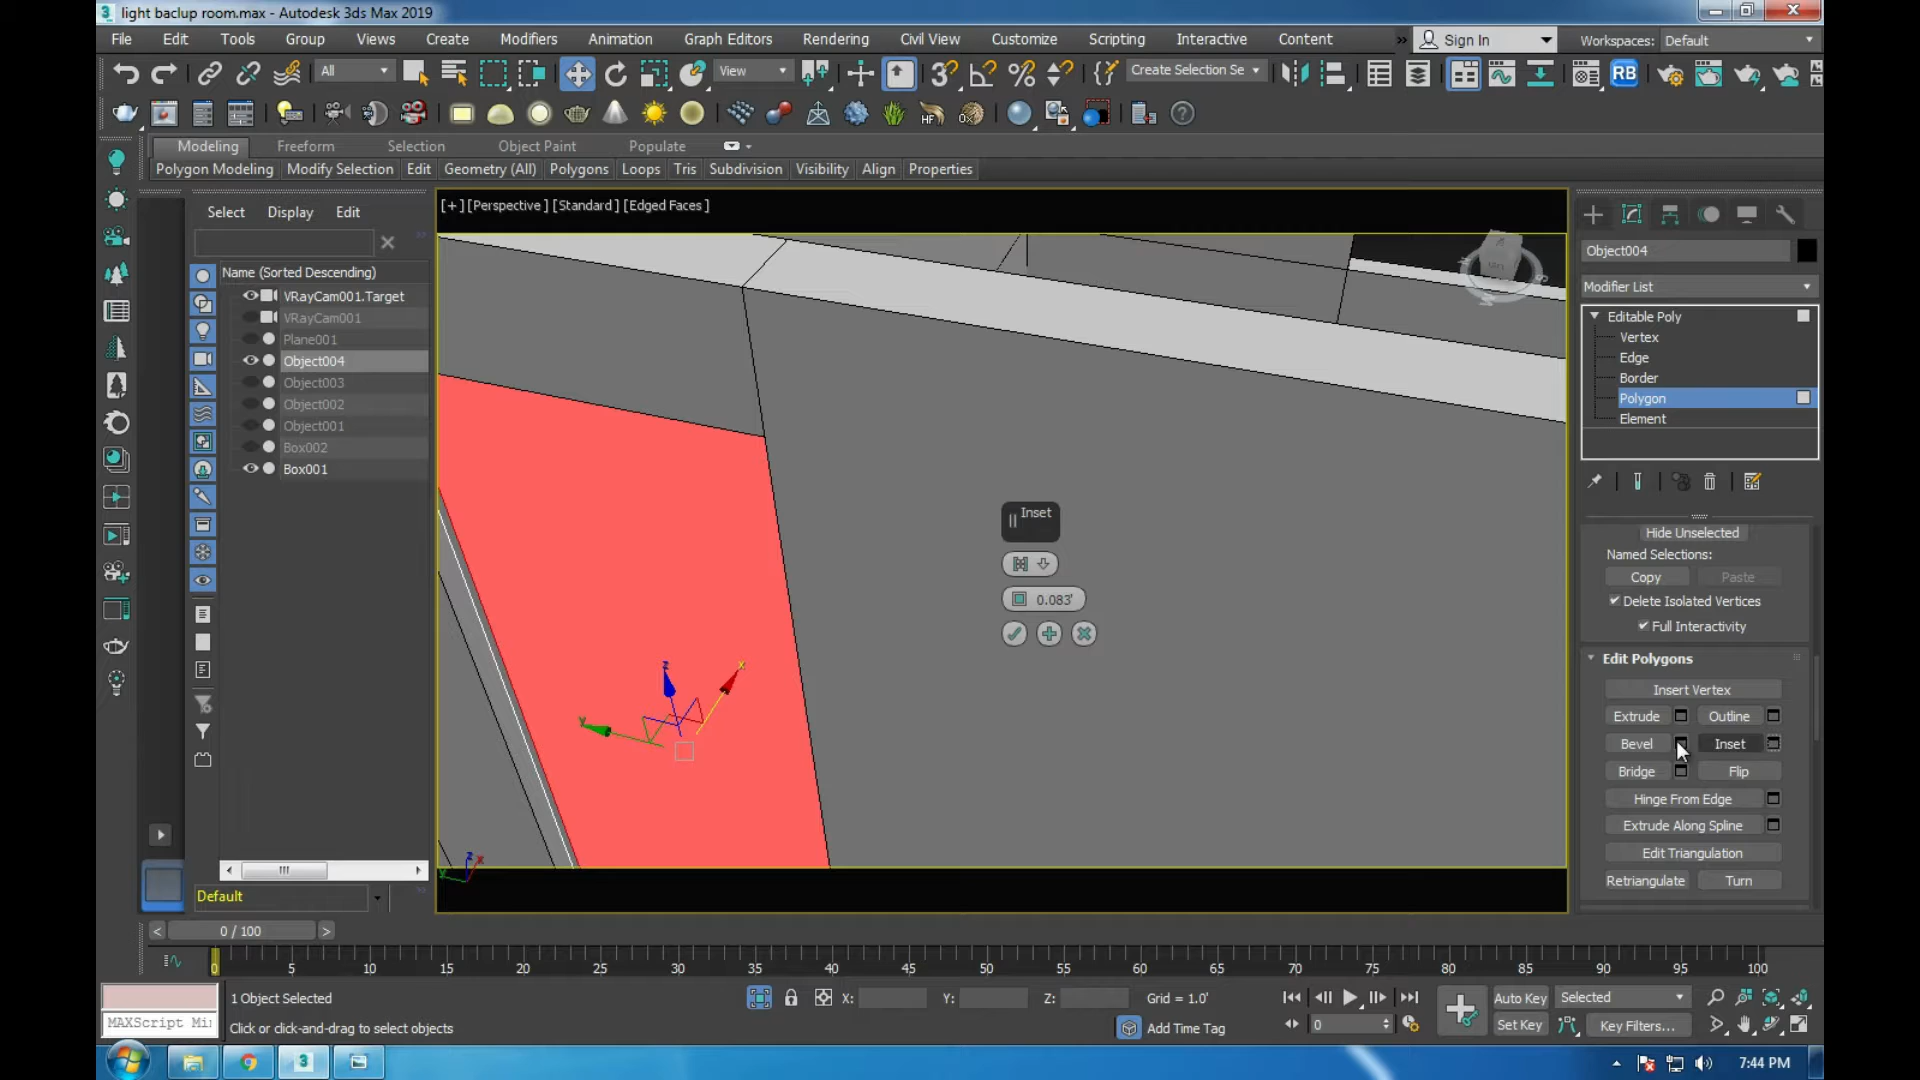 light baclup room.max - Autodesk 3ds Max 2019
File Edit Tools Group Views Create Modifiers Animation Graph Editors Rendering Civil View Customize Scripting Interactive Content » Sign In Workspaces: Default
All View Create Selection Se RB
HF
Modeling Freeform Selection Object Paint Populate
Polygon Modeling Modify Selection Edit Geometry (All) Polygons Loops Tris Subdivision Visibility Align Properties
Select Display Edit
[+] [Perspective ] [Standard ] [Edged Faces ]
Object004
Name (Sorted Descending)
Modifier List
VRayCam001.Target
VRayCam001
Plane001
Object004
Object003
Object002
Object001
Box002
Box001
Editable Poly
Vertex
Edge
Border
Polygon
Element
Inset
0.083'
Hide Unselected
Named Selections:
Copy Paste
Delete Isolated Vertices
Full Interactivity
Edit Polygons
Insert Vertex
Extrude Outline
Bevel Inset
Bridge Flip
Hinge From Edge
Extrude Along Spline
Edit Triangulation
Retriangulate Turn
z x y
z x y
Default
< 0 / 100 >
0 5 10 15 20 25 30 35 40 45 50 55 60 65 70 75 80 85 90 95 100
1 Object Selected X: Y: Z: Grid = 1.0' Auto Key Selected
MAXScript Mi Click or click-and-drag to select objects Add Time Tag 0 Set Key Key Filters...
7:44 PM